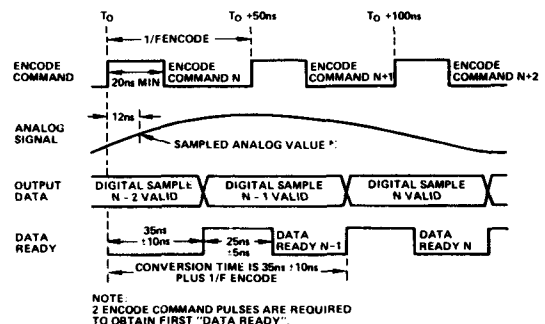 T0 T0 +50ns T0 +100ns
1/FENCODE
ENCODE COMMAND
ENCODE COMMAND N
ENCODE COMMAND N+1
ENCODE COMMAND N+2
20ns MIN
12ns
ANALOG SIGNAL
SAMPLED ANALOG VALUE
OUTPUT DATA
DIGITAL SAMPLE N-2 VALID
DIGITAL SAMPLE N-1 VALID
DIGITAL SAMPLE N VALID
DATA READY
35ns ±10ns
25ns ±5ns
DATA READY N-1
DATA READY N
CONVERSION TIME IS 35ns ±10ns
PLUS 1/F ENCODE
NOTE:
2 ENCODE COMMAND PULSES ARE REQUIRED
TO OBTAIN FIRST "DATA READY".